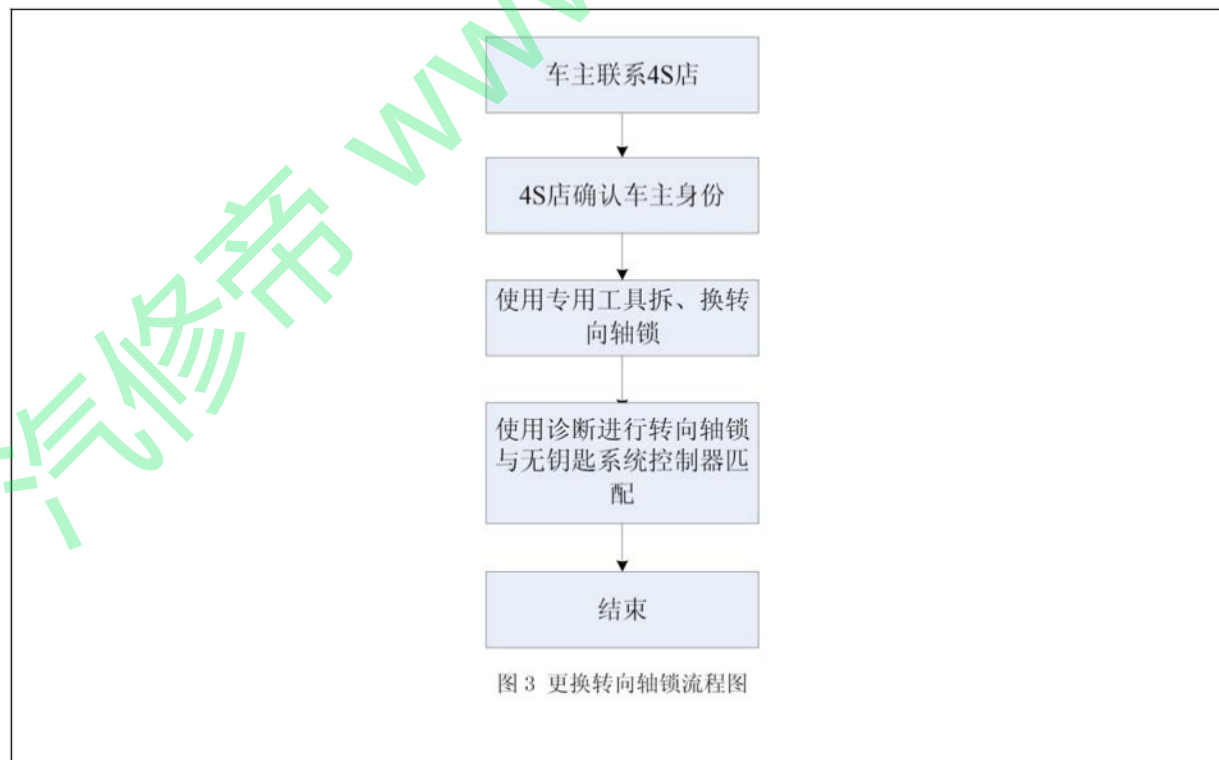 车主联系4S店
4S店确认车主身份
使用专用工具拆、换转
向轴锁
使用诊断进行转向轴锁
与无钥匙系统控制器匹
配
结束
图 3 更换转向轴锁流程图
汽修帝 www